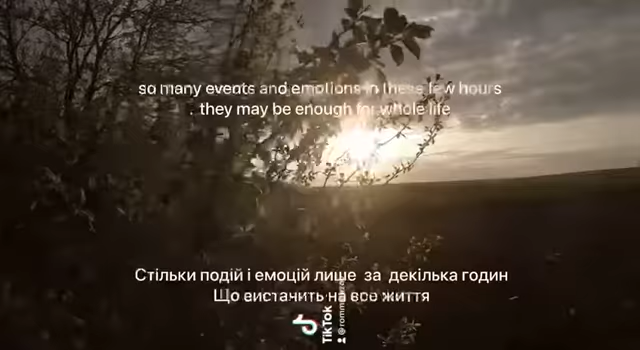 so many events and emotions in these few hours
. they may be enough for whole life
Стільки подій і емоцій лише за декілька годин
Що вистачить на все життя
TikTok